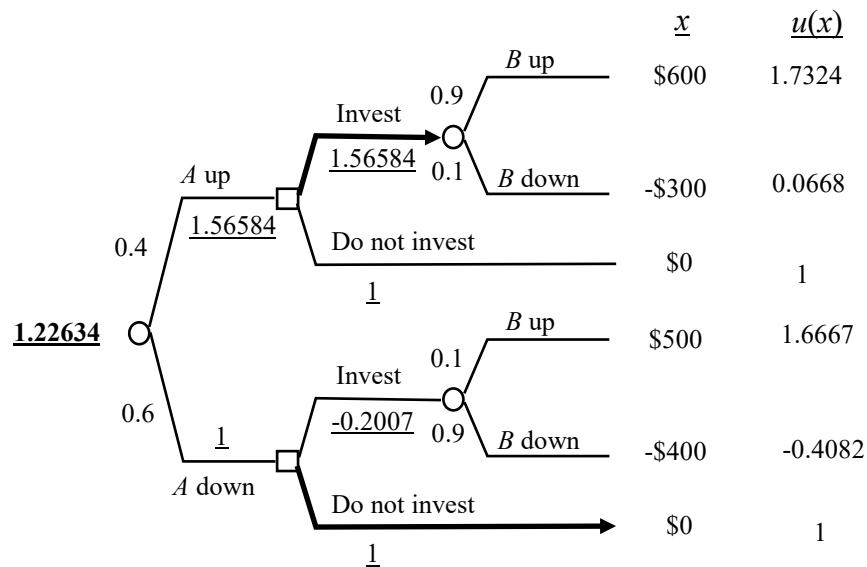 x u(x)
B up $600 1.7324
0.9
Invest
1.56584
0.1
A up B down -$300 0.0668
1.56584
Do not invest
0.4 $0 1
1
B up
1.22634 $500 1.6667
0.1
Invest
0.6 -0.2007 0.9
1 B down -$400 -0.4082
A down
Do not invest
$0 1
1